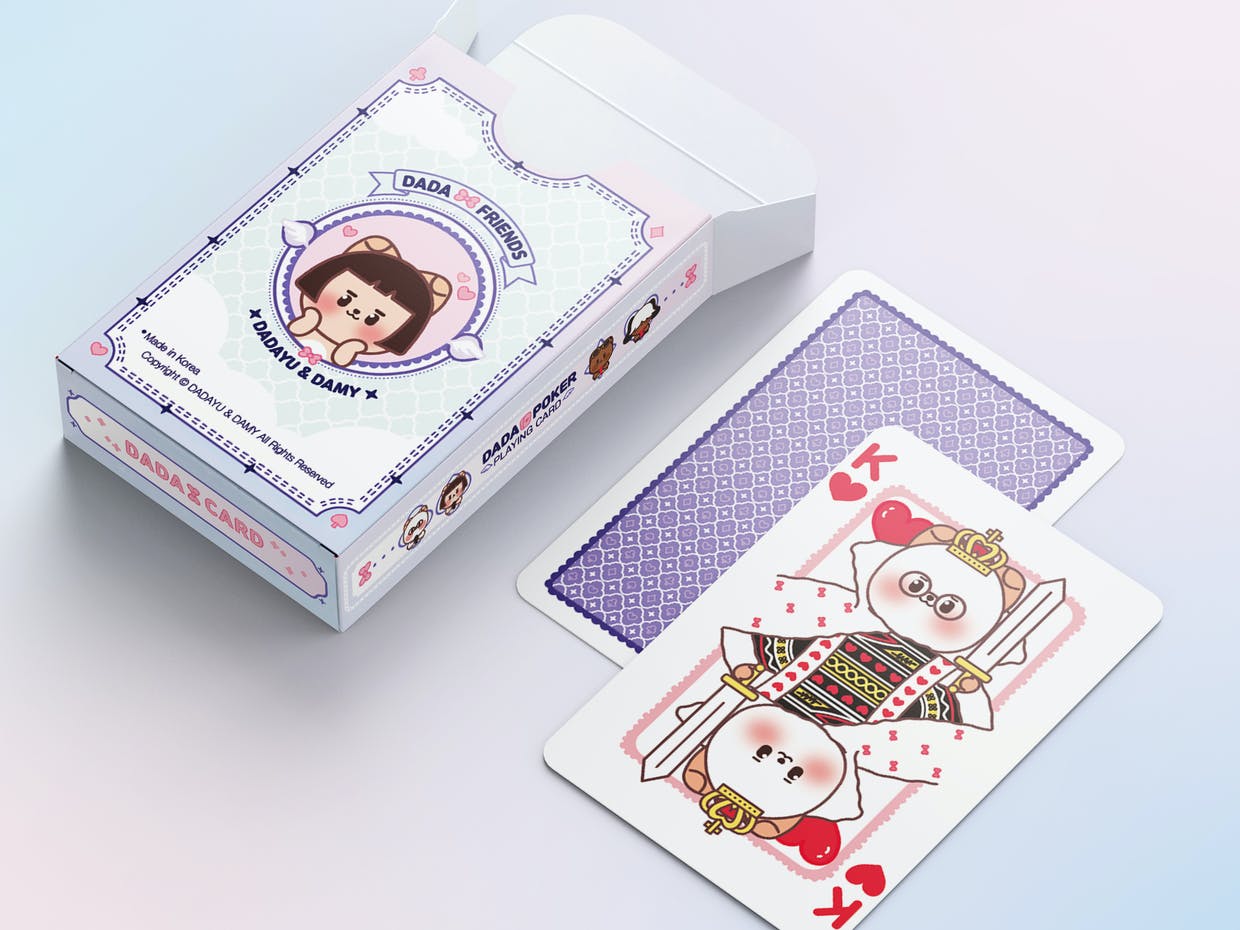 DADA FRIENDS
DADAYU & DAMY
*Made in Korea
Copyright © DADAYU & DAMY All Rights Reserved
DADA CARD
DADA POKER
PLAYING CARD
K
K